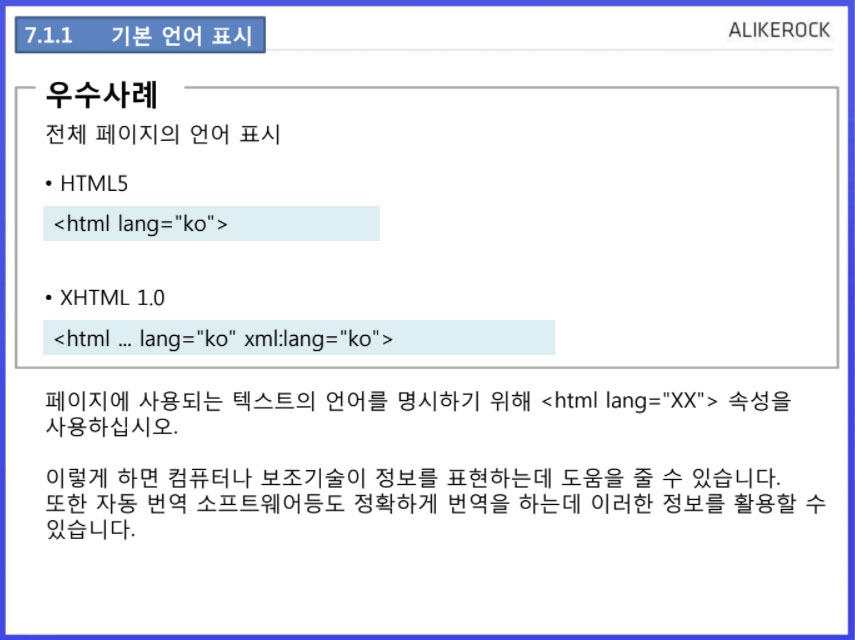 7.1.1 기본 언어 표시
ALIKEROCK
우수사례
전체 페이지의 언어 표시
• HTML5
<html lang="ko">
• XHTML 1.0
<html ... lang="ko" xml:lang="ko">
페이지에 사용되는 텍스트의 언어를 명시하기 위해 <html lang="XX"> 속성을
사용하십시오.
이렇게 하면 컴퓨터나 보조기술이 정보를 표현하는데 도움을 줄 수 있습니다.
또한 자동 번역 소프트웨어등도 정확하게 번역을 하는데 이러한 정보를 활용할 수
있습니다.